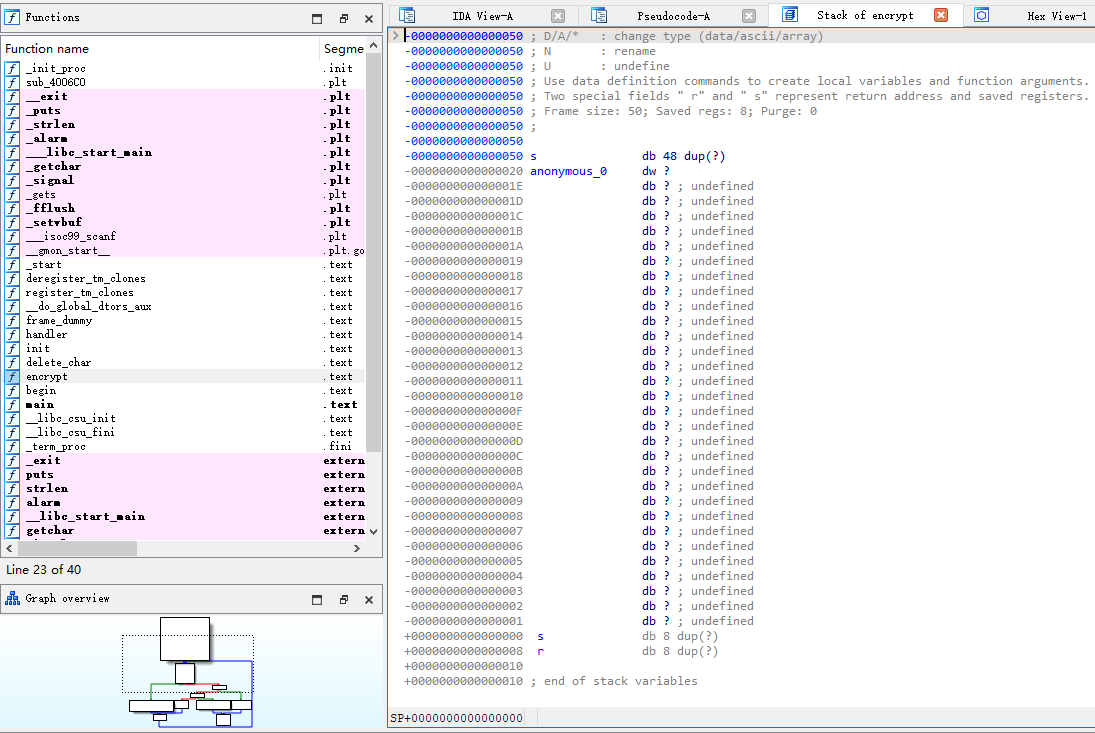 Functions
Function name Segme
_init_proc .init
sub_4006C0 .plt
__exit .plt
_puts .plt
_strlen .plt
_alarm .plt
___libc_start_main .plt
_getchar .plt
_signal .plt
_gets .plt
_fflush .plt
_setvbuf .plt
___isoc99_scanf .plt
__gmon_start__ .plt.go
_start .text
deregister_tm_clones .text
register_tm_clones .text
__do_global_dtors_aux .text
frame_dummy .text
handler .text
init .text
delete_char .text
encrypt .text
begin .text
main .text
__libc_csu_init .text
__libc_csu_fini .text
_term_proc .fini
_exit extern
puts extern
strlen extern
alarm extern
__libc_start_main extern
getchar extern
Line 23 of 40
Graph overview
IDA View-A Pseudocode-A Stack of encrypt Hex View-1
-0000000000000050 ; D/A/* : change type (data/ascii/array)
-0000000000000050 ; N : rename
-0000000000000050 ; U : undefine
-0000000000000050 ; Use data definition commands to create local variables and function arguments.
-0000000000000050 ; Two special fields " r" and " s" represent return address and saved registers.
-0000000000000050 ; Frame size: 50; Saved regs: 8; Purge: 0
-0000000000000050 ;
-0000000000000050
-0000000000000050 s db 48 dup(?)
-0000000000000020 anonymous_0 dw ?
-000000000000001E db ? ; undefined
-000000000000001D db ? ; undefined
-000000000000001C db ? ; undefined
-000000000000001B db ? ; undefined
-000000000000001A db ? ; undefined
-0000000000000019 db ? ; undefined
-0000000000000018 db ? ; undefined
-0000000000000017 db ? ; undefined
-0000000000000016 db ? ; undefined
-0000000000000015 db ? ; undefined
-0000000000000014 db ? ; undefined
-0000000000000013 db ? ; undefined
-0000000000000012 db ? ; undefined
-0000000000000011 db ? ; undefined
-0000000000000010 db ? ; undefined
-000000000000000F db ? ; undefined
-000000000000000E db ? ; undefined
-000000000000000D db ? ; undefined
-000000000000000C db ? ; undefined
-000000000000000B db ? ; undefined
-000000000000000A db ? ; undefined
-0000000000000009 db ? ; undefined
-0000000000000008 db ? ; undefined
-0000000000000007 db ? ; undefined
-0000000000000006 db ? ; undefined
-0000000000000005 db ? ; undefined
-0000000000000004 db ? ; undefined
-0000000000000003 db ? ; undefined
-0000000000000002 db ? ; undefined
-0000000000000001 db ? ; undefined
+0000000000000000 s db 8 dup(?)
+0000000000000008 r db 8 dup(?)
+0000000000000010
+0000000000000010 ; end of stack variables
SP+0000000000000000